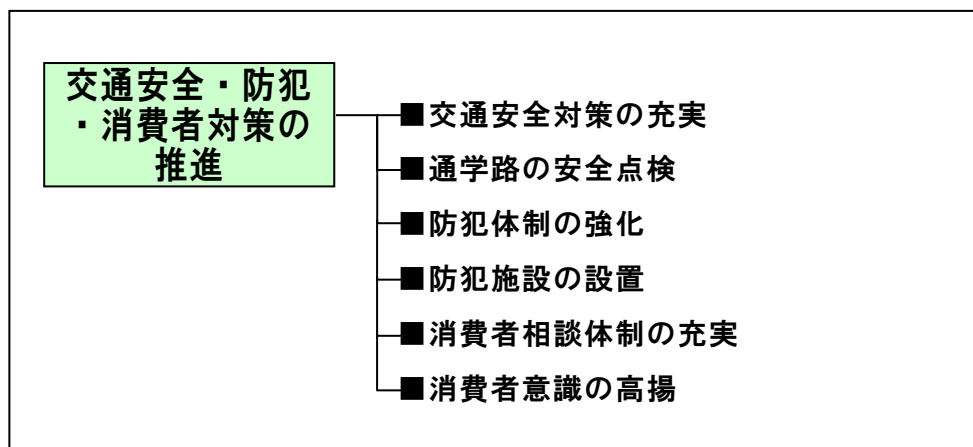 交通安全・防犯
・消費者対策の
推進
■交通安全対策の充実
■通学路の安全点検
■防犯体制の強化
■防犯施設の設置
■消費者相談体制の充実
■消費者意識の高揚